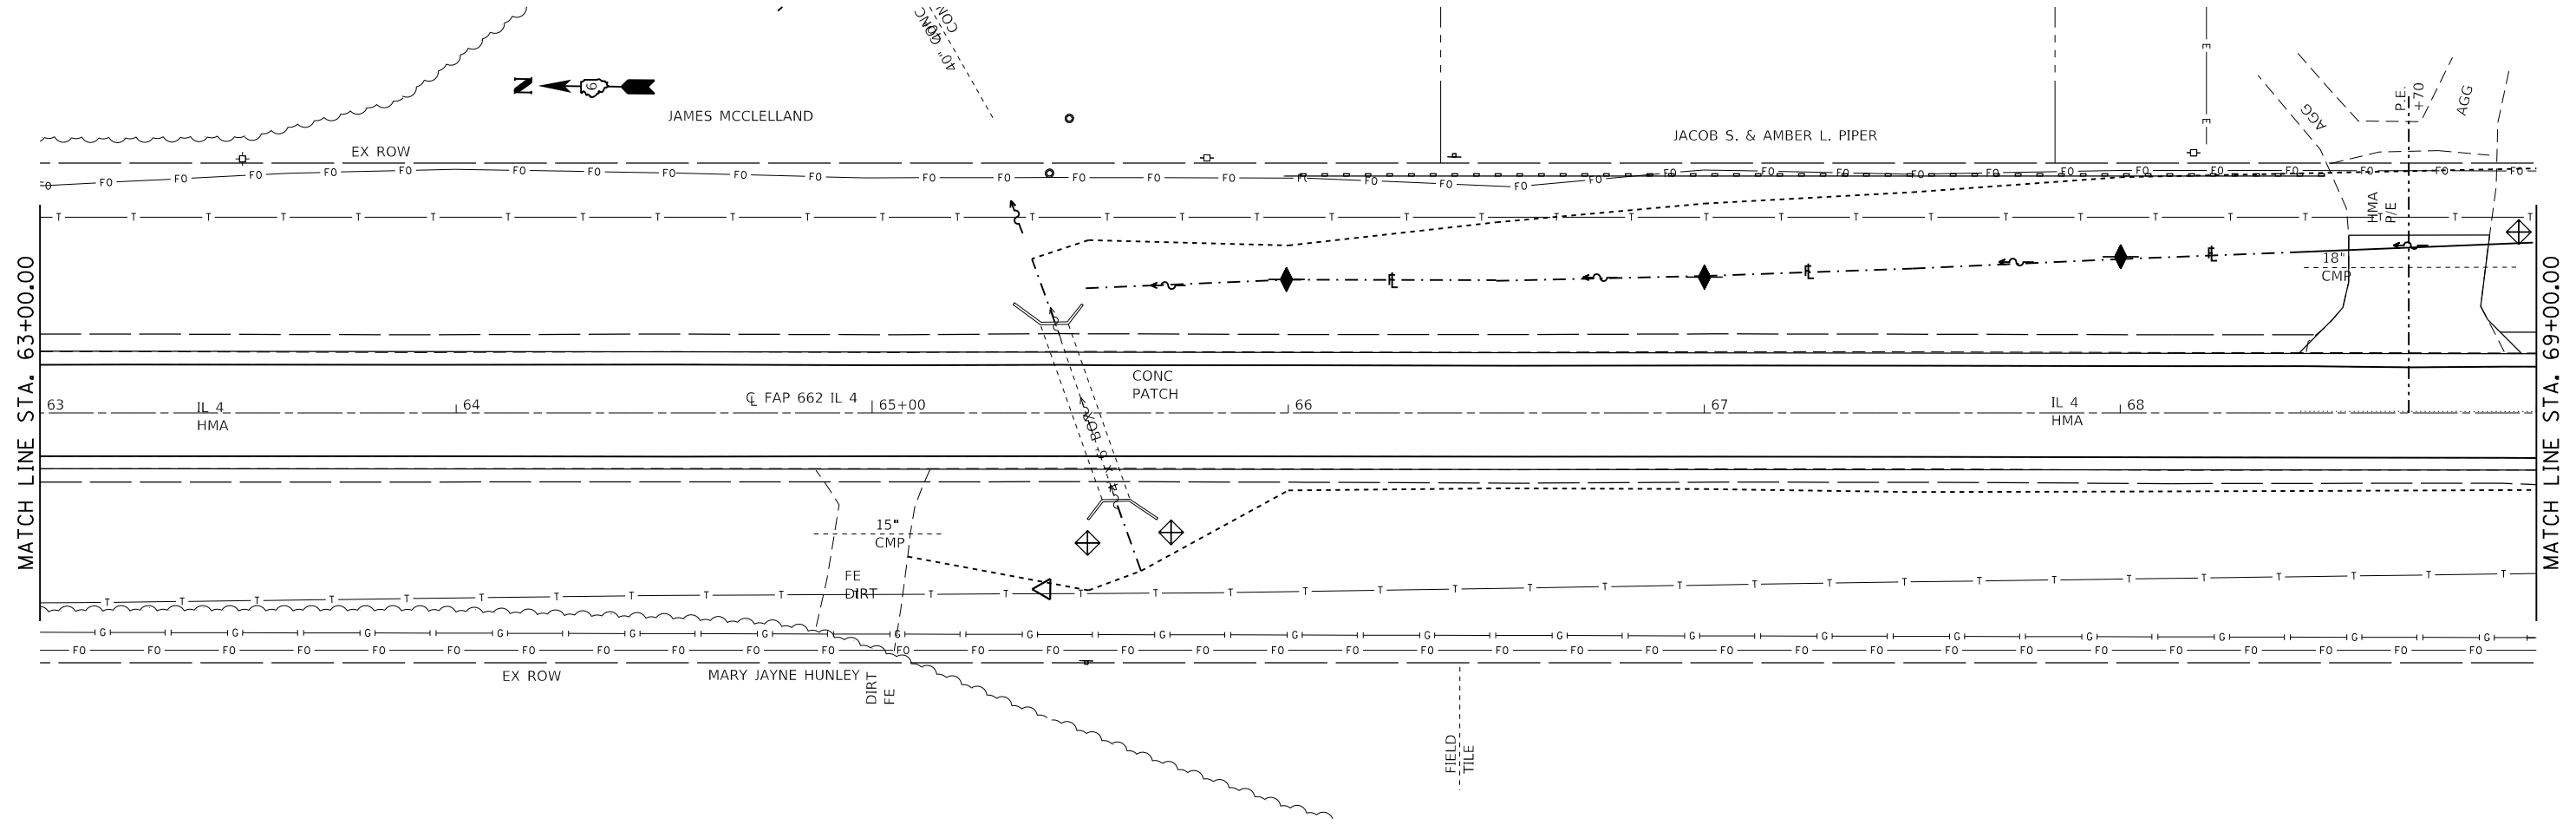 40" CONC
N
JAMES MCCLELLAND
JACOB S. & AMBER L. PIPER
EX ROW
AGG
P.E.
+70
AGG
HMA
P/E
18"
CMP
MATCH LINE STA. 63+00.00
MATCH LINE STA. 69+00.00
CONC
PATCH
63
64
65+00
66
67
68
IL 4
HMA
℄ FAP 662 IL 4
IL 4
HMA
BOX
15"
CMP
FE
DIRT
EX ROW
MARY JAYNE HUNLEY
DIRT
FE
FIELD
TILE